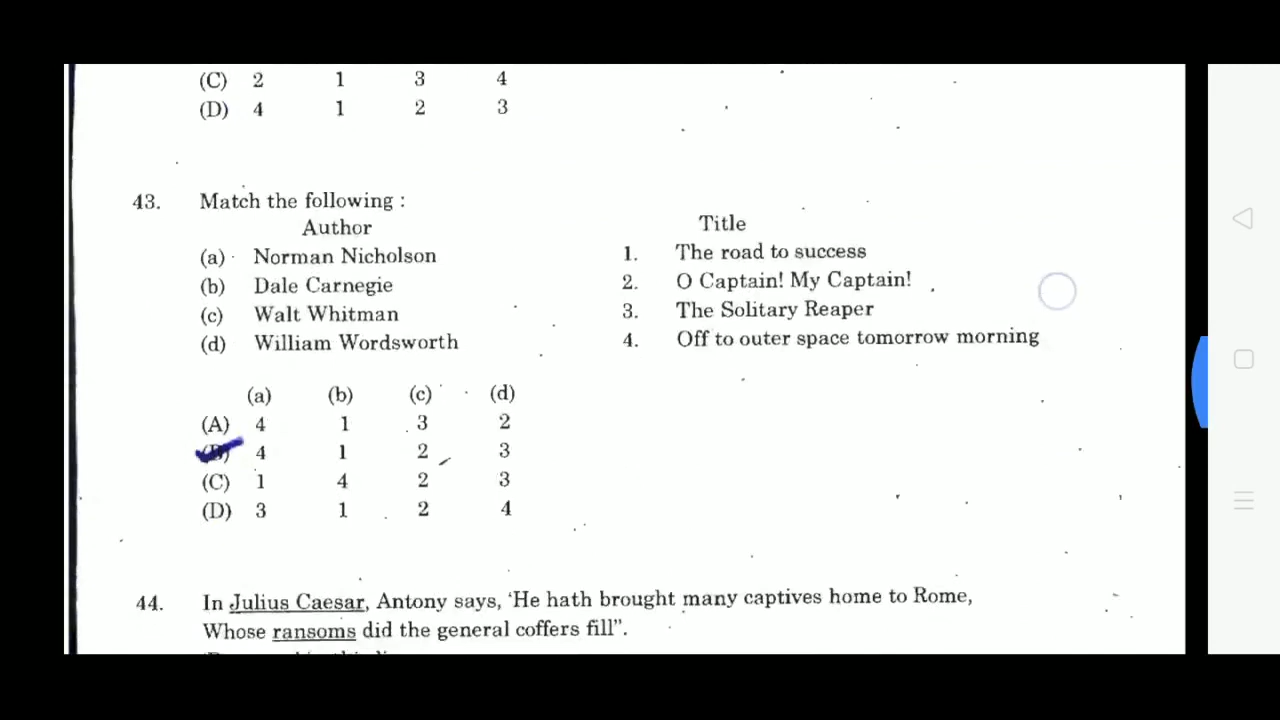 (C) 2 1 3 4
(D) 4 1 2 3
43. Match the following :
Author Title
(a) Norman Nicholson 1. The road to success
(b) Dale Carnegie 2. O Captain! My Captain!
(c) Walt Whitman 3. The Solitary Reaper
(d) William Wordsworth 4. Off to outer space tomorrow morning
(a) (b) (c) (d)
(A) 4 1 3 2
(B) 4 1 2 3
(C) 1 4 2 3
(D) 3 1 2 4
44. In Julius Caesar, Antony says, ‘He hath brought many captives home to Rome,
Whose ransoms did the general coffers fill”.